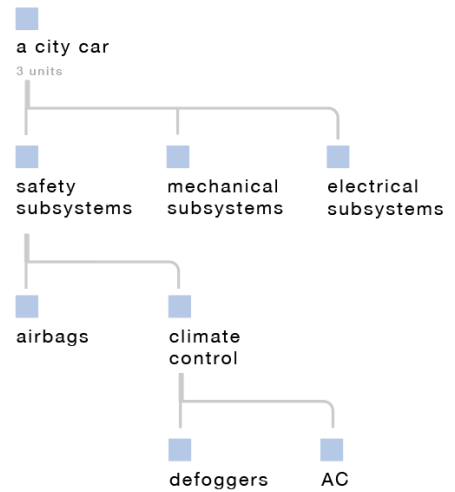 a city car
3 units
safety
subsystems
mechanical
subsystems
electrical
subsystems
airbags
climate
control
defoggers
AC